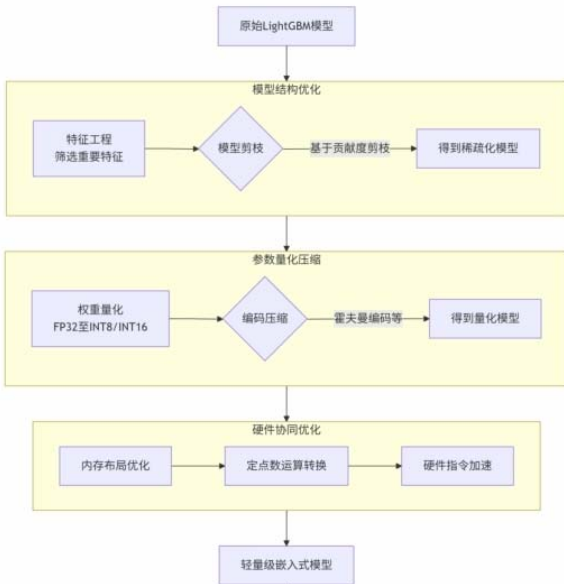 原始LightGBM模型
模型结构优化
特征工程
筛选重要特征
模型剪枝
基于贡献度剪枝
得到稀疏化模型
参数量化压缩
权重量化
FP32至INT8/INT16
编码压缩
霍夫曼编码等
得到量化模型
硬件协同优化
内存布局优化
定点数运算转换
硬件指令加速
轻量级嵌入式模型